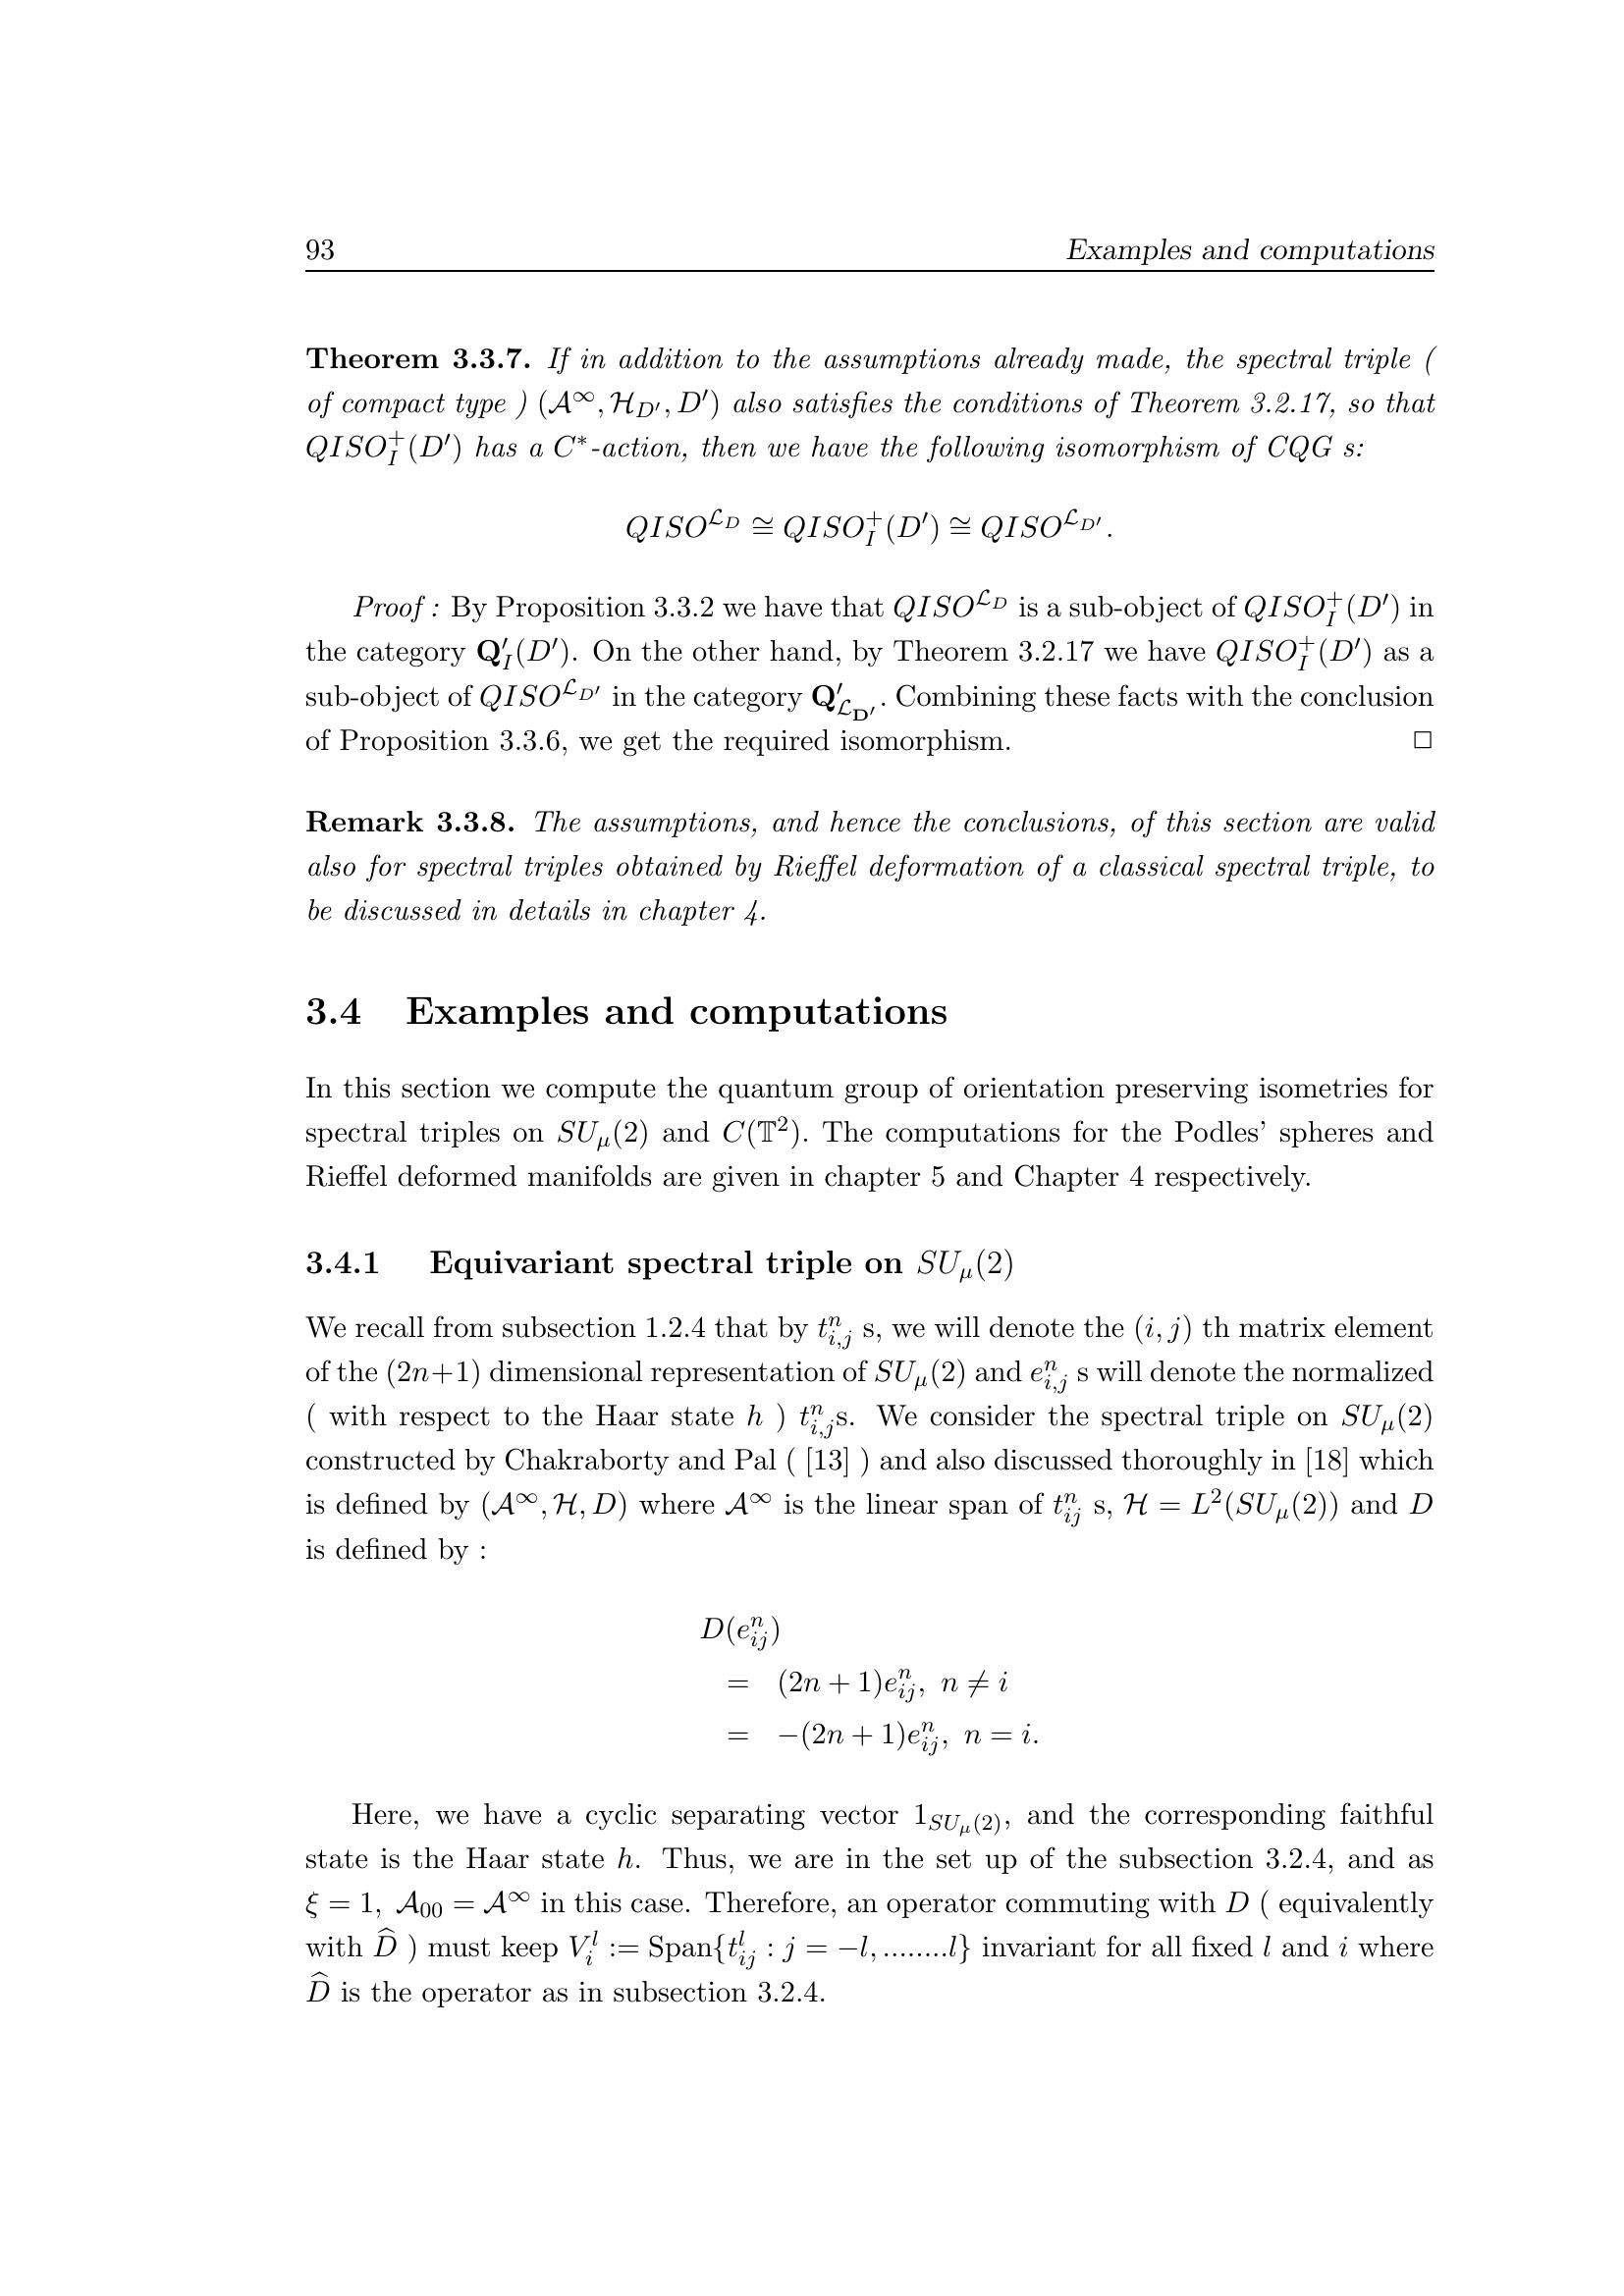 93 Examples and computations
Theorem 3.3.7. If in addition to the assumptions already made, the spectral triple (
of compact type ) $(\mathcal{A}^\infty, \mathcal{H}_{D'}, D')$ also satisfies the conditions of Theorem 3.2.17, so that
$QISO_I^+(D')$ has a $C^*$-action, then we have the following isomorphism of CQG s:
$QISO^{\mathcal{L}_D} \cong QISO_I^+(D') \cong QISO^{\mathcal{L}_{D'}}.$
Proof : By Proposition 3.3.2 we have that $QISO^{\mathcal{L}_D}$ is a sub-object of $QISO_I^+(D')$ in
the category $\mathbf{Q}'_I(D')$. On the other hand, by Theorem 3.2.17 we have $QISO_I^+(D')$ as a
sub-object of $QISO^{\mathcal{L}_{D'}}$ in the category $\mathbf{Q}'_{\mathcal{L}_{\mathbf{D}'}}$. Combining these facts with the conclusion
of Proposition 3.3.6, we get the required isomorphism. □
Remark 3.3.8. The assumptions, and hence the conclusions, of this section are valid
also for spectral triples obtained by Rieffel deformation of a classical spectral triple, to
be discussed in details in chapter 4.
3.4 Examples and computations
In this section we compute the quantum group of orientation preserving isometries for
spectral triples on $SU_\mu(2)$ and $C(\mathbb{T}^2)$. The computations for the Podles' spheres and
Rieffel deformed manifolds are given in chapter 5 and Chapter 4 respectively.
3.4.1 Equivariant spectral triple on $SU_\mu(2)$
We recall from subsection 1.2.4 that by $t^n_{i,j}$ s, we will denote the $(i, j)$ th matrix element
of the $(2n+1)$ dimensional representation of $SU_\mu(2)$ and $e^n_{i,j}$ s will denote the normalized
( with respect to the Haar state $h$ ) $t^n_{i,j}$s. We consider the spectral triple on $SU_\mu(2)$
constructed by Chakraborty and Pal ( [13] ) and also discussed thoroughly in [18] which
is defined by $(\mathcal{A}^\infty, \mathcal{H}, D)$ where $\mathcal{A}^\infty$ is the linear span of $t^n_{ij}$ s, $\mathcal{H} = L^2(SU_\mu(2))$ and $D$
is defined by :
$D(e^n_{ij})$
$= (2n + 1)e^n_{ij}, \ n \neq i$
$= -(2n + 1)e^n_{ij}, \ n = i.$
Here, we have a cyclic separating vector $1_{SU_\mu(2)}$, and the corresponding faithful
state is the Haar state $h$. Thus, we are in the set up of the subsection 3.2.4, and as
$\xi = 1, \ \mathcal{A}_{00} = \mathcal{A}^\infty$ in this case. Therefore, an operator commuting with $D$ ( equivalently
with $\widehat{D}$ ) must keep $V^l_i := \text{Span}\{t^l_{ij} : j = -l, ........l\}$ invariant for all fixed $l$ and $i$ where
$\widehat{D}$ is the operator as in subsection 3.2.4.